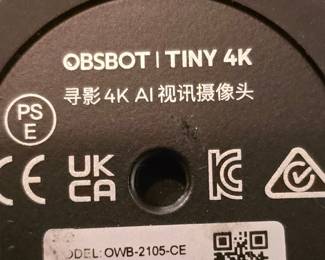 OBSBOT | TINY 4K
寻影 4K AI 视讯摄像头
PS
E
CE UK
CA
ODEL: OWB-2105-CE